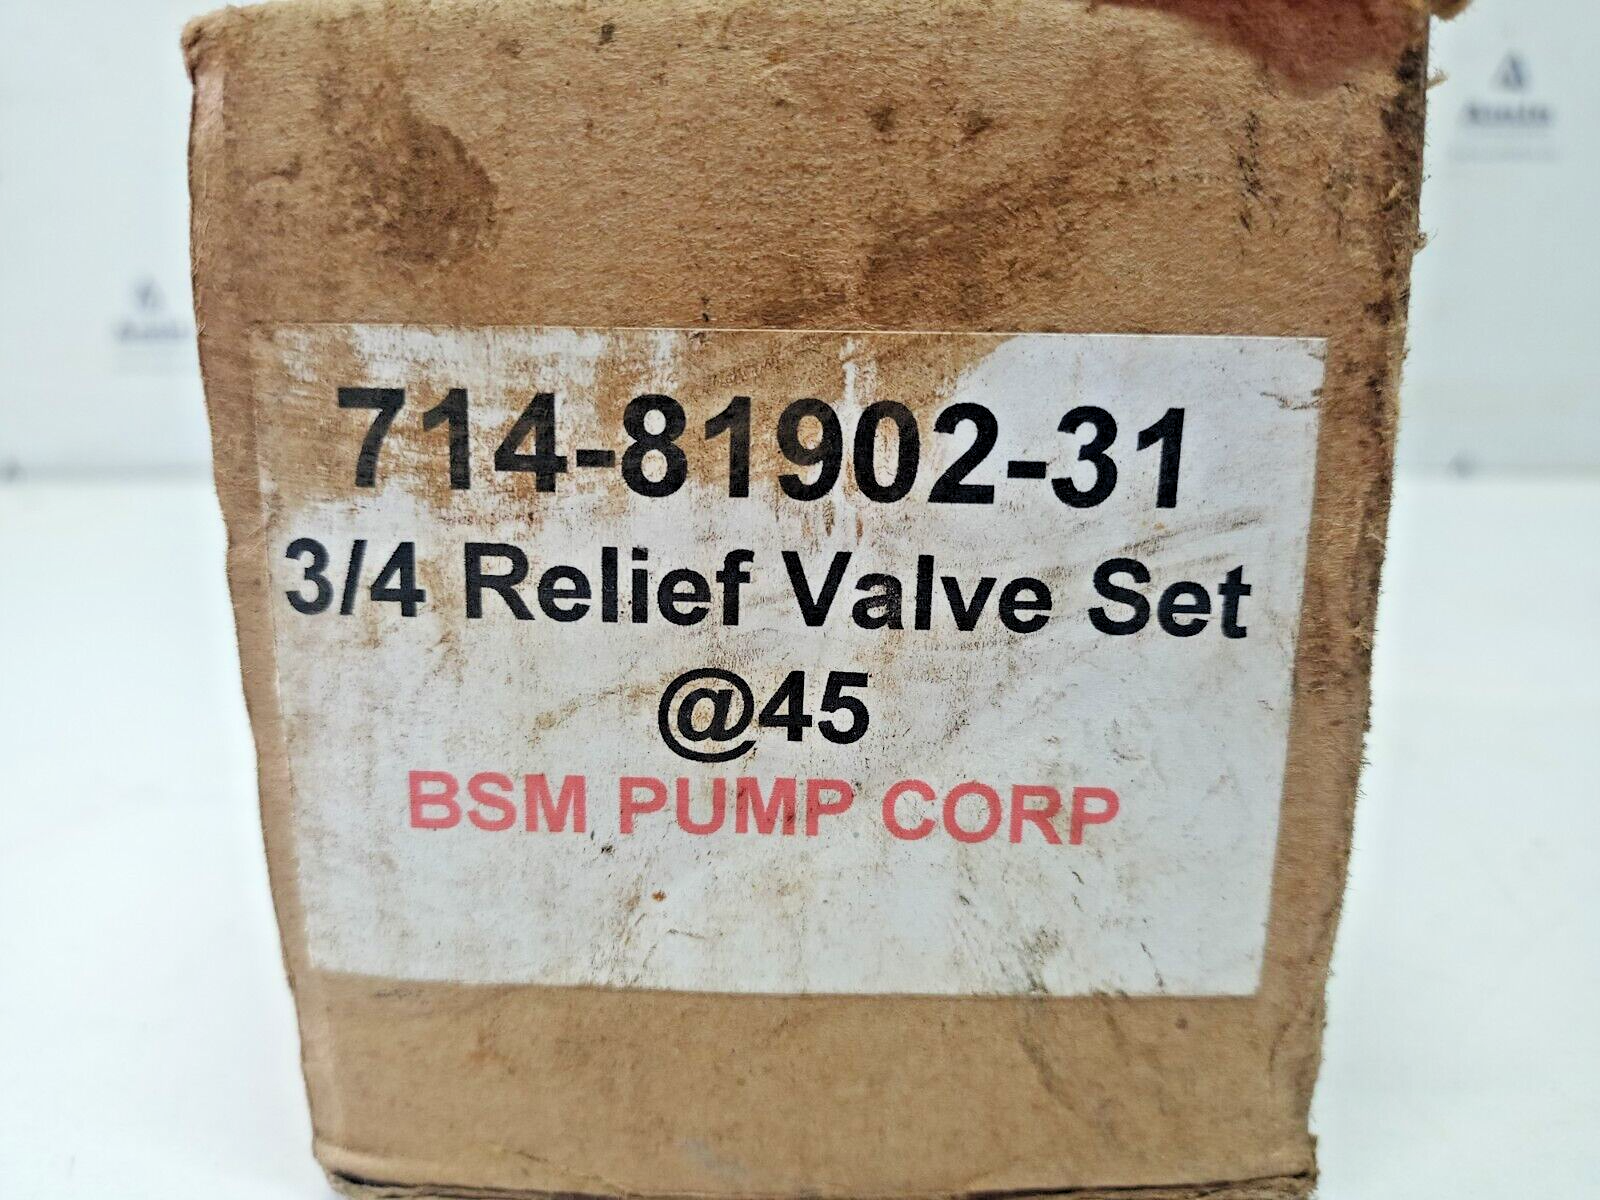 714-81902-31
3/4 Relief Valve Set
@45
BSM PUMP CORP